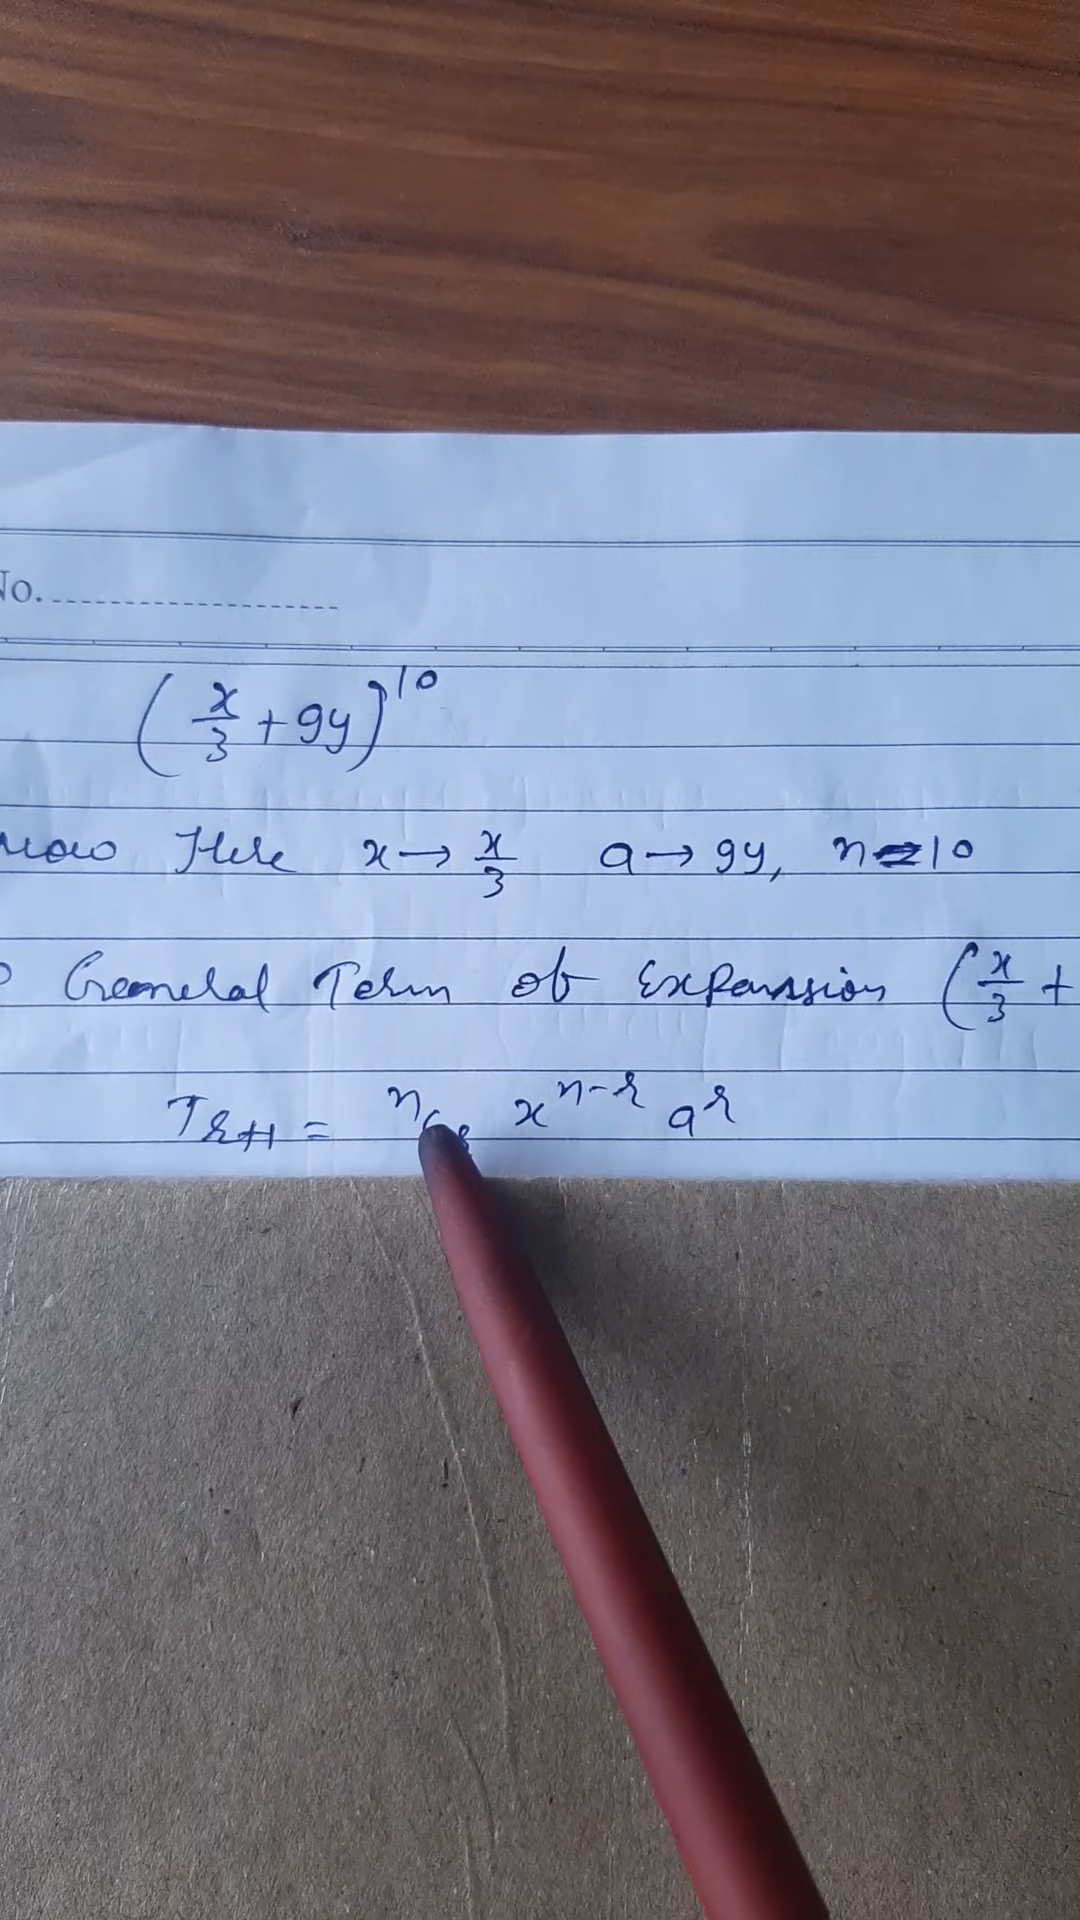 No. ....................
(x/3 + 9y)^10
Now Here x → x/3 a → 9y, n = 10
General Term of Expansion (x/3 +
T_{r+1} = ^nC_r x^{n-r} a^r